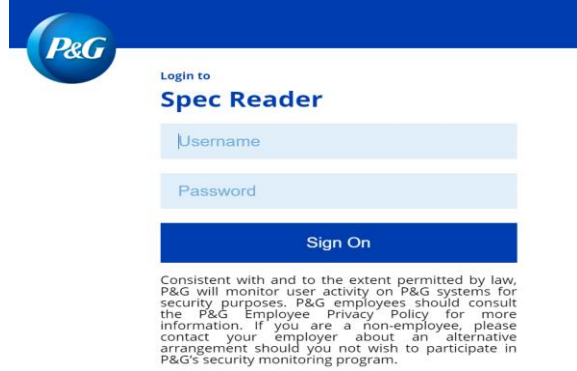 P&G
Login to
Spec Reader
Username
Password
Sign On
Consistent with and to the extent permitted by law,
P&G will monitor user activity on P&G systems for
security purposes. P&G employees should consult
the P&G Employee Privacy Policy for more
information. If you are a non-employee, please
contact your employer about an alternative
arrangement should you not wish to participate in
P&G's security monitoring program.